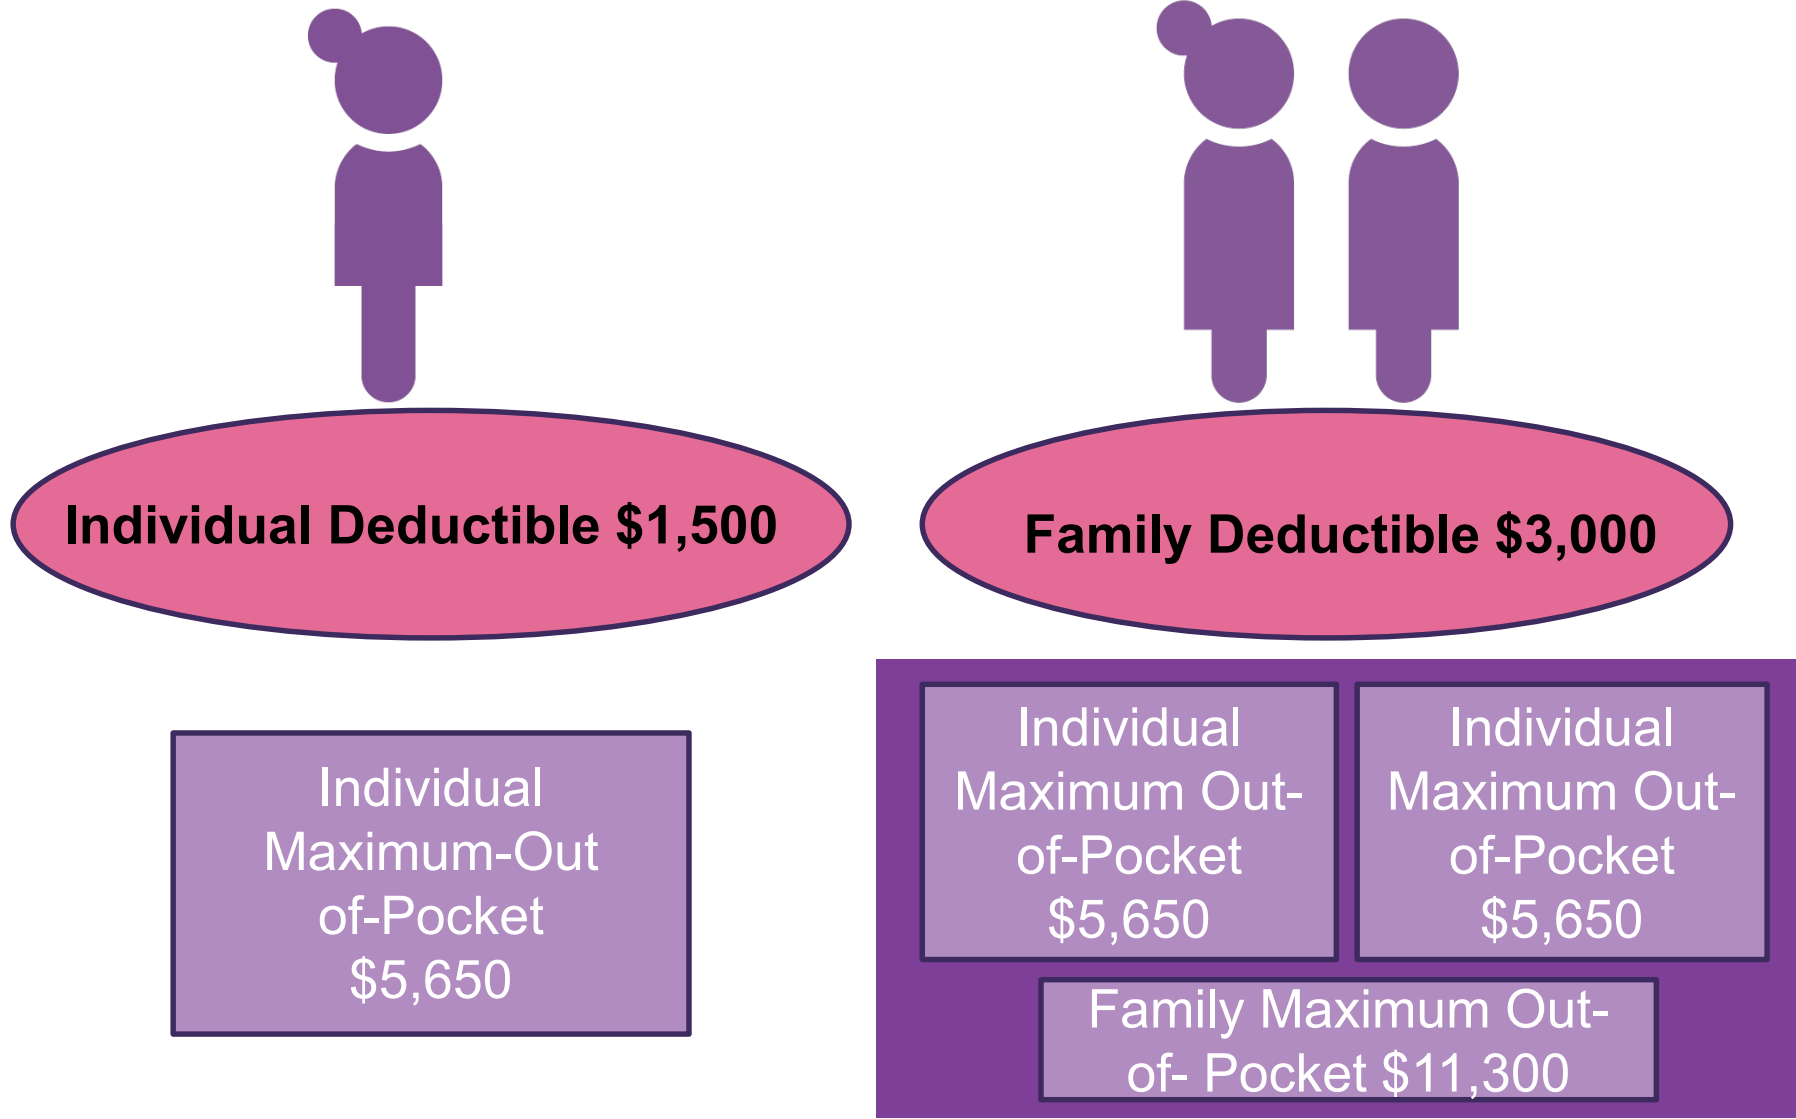 Individual Deductible $1,500
Individual
Maximum-Out
of-Pocket
$5,650
Family Deductible $3,000
Individual
Maximum Out-
of-Pocket
$5,650
Individual
Maximum Out-
of-Pocket
$5,650
Family Maximum Out-
of- Pocket $11,300